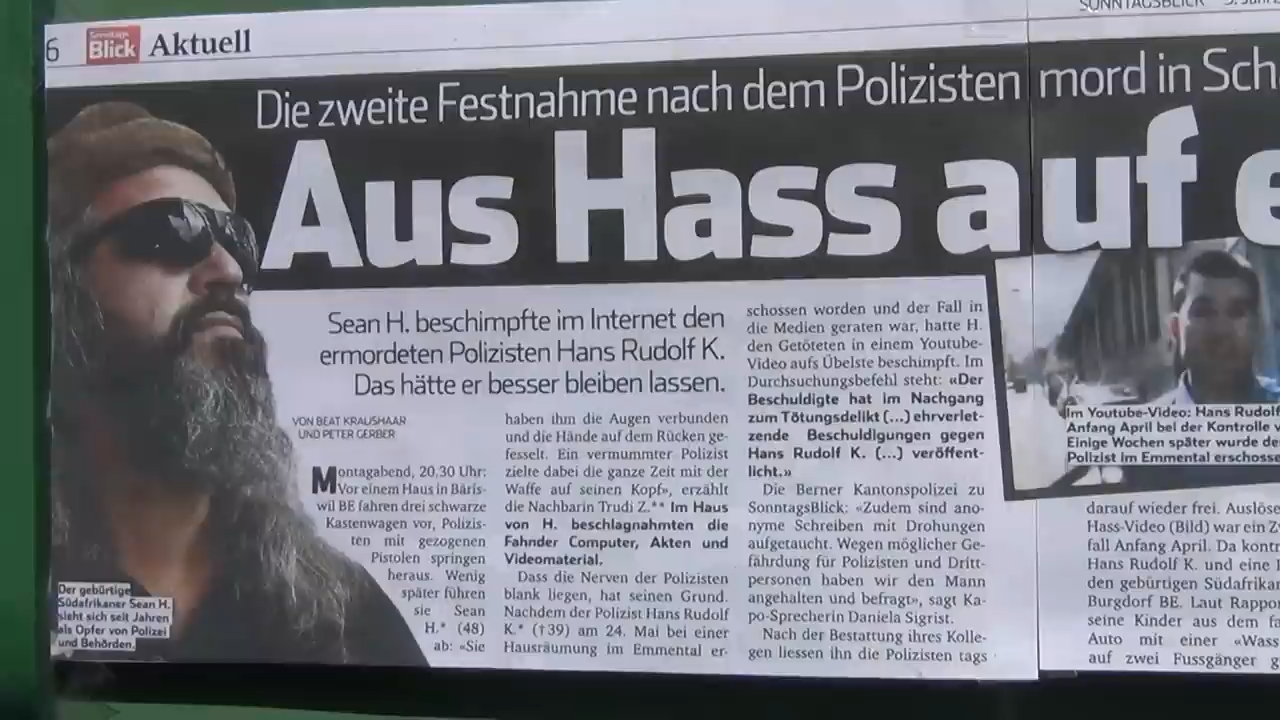 6 Blick Aktuell
SONNTAGSBLICK
Die zweite Festnahme nach dem Polizisten mord in Sch
Aus Hass auf e
Sean H. beschimpfte im Internet den
ermordeten Polizisten Hans Rudolf K.
Das hätte er besser bleiben lassen.
VON BEAT KRAUSHAAR
UND PETER GERBER
Montagabend, 20.30 Uhr:
Vor einem Haus in Bäris-
wil BE fahren drei schwarze
Kastenwagen vor, Polizis-
ten mit gezogenen
Pistolen springen
heraus. Wenig
später führen
sie Sean
H.* (48)
ab: «Sie
haben ihm die Augen verbunden
und die Hände auf dem Rücken ge-
fesselt. Ein vermummter Polizist
zielte dabei die ganze Zeit mit der
Waffe auf seinen Kopf», erzählt
die Nachbarin Trudi Z.** Im Haus
von H. beschlagnahmten die
Fahnder Computer, Akten und
Videomaterial.
Dass die Nerven der Polizisten
blank liegen, hat seinen Grund.
Nachdem der Polizist Hans Rudolf
K.* (†39) am 24. Mai bei einer
Hausräumung im Emmental er-
schossen worden und der Fall in
die Medien geraten war, hatte H.
den Getöteten in einem Youtube-
Video aufs Übelste beschimpft. Im
Durchsuchungsbefehl steht: «Der
Beschuldigte hat im Nachgang
zum Tötungsdelikt (...) ehrverlet-
zende Beschuldigungen gegen
Hans Rudolf K. (...) veröffent-
licht.»
Die Berner Kantonspolizei zu
SonntagsBlick: «Zudem sind ano-
nyme Schreiben mit Drohungen
aufgetaucht. Wegen möglicher Ge-
fährdung für Polizisten und Dritt-
personen haben wir den Mann
angehalten und befragt», sagt Ka-
po-Sprecherin Daniela Sigrist.
Nach der Bestattung ihres Kolle-
gen liessen ihn die Polizisten tags
Im Youtube-Video: Hans Rudolf
Anfang April bei der Kontrolle v
Einige Wochen später wurde de
Polizist im Emmental erschosse
darauf wieder frei. Auslöse
Hass-Video (Bild) war ein Z
fall Anfang April. Da kontr
Hans Rudolf K. und eine
den gebürtigen Südafrikan
Burgdorf BE. Laut Rappo
seine Kinder aus dem fa
Auto mit einer «Wass
auf zwei Fussgänger g
Der gebürtige
Südafrikaner Sean H.
sieht sich seit Jahren
als Opfer von Polizei
und Behörden.